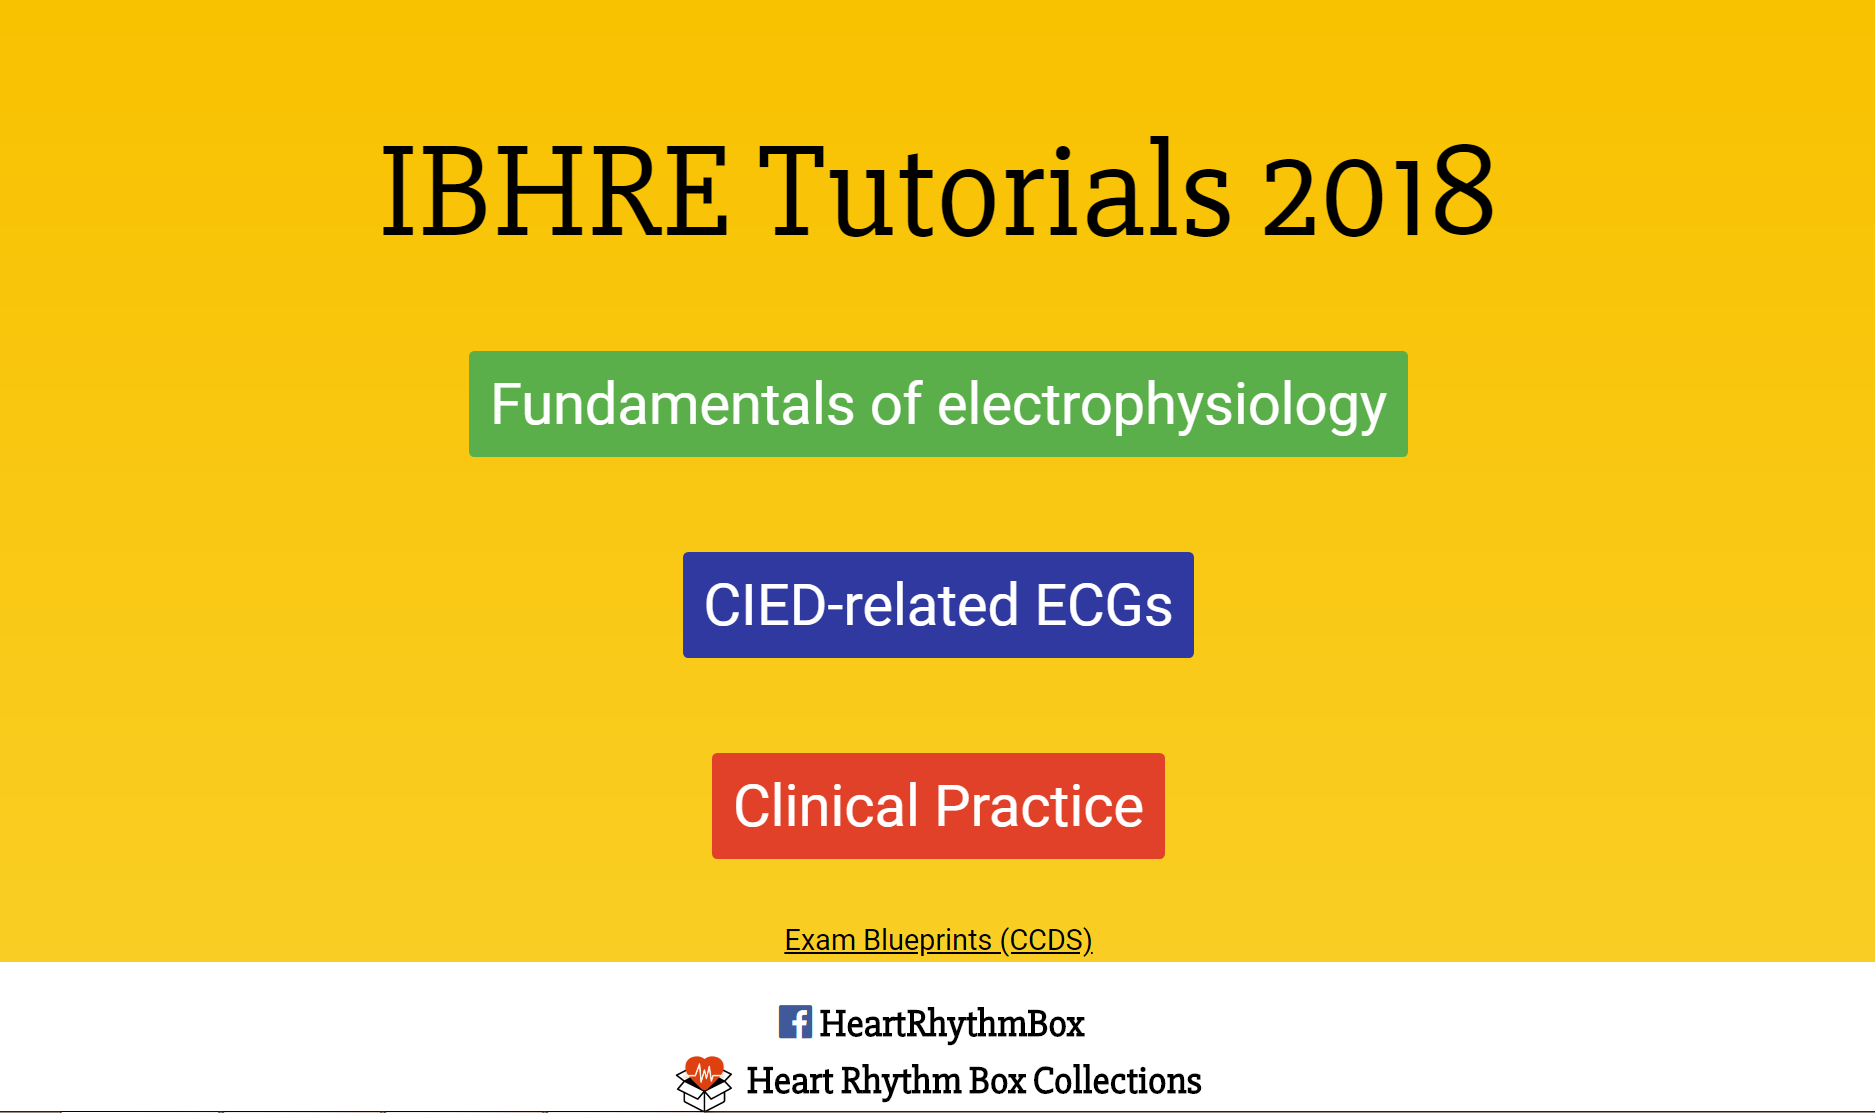 IBHRE Tutorials 2018
Fundamentals of electrophysiology
CIED-related ECGs
Clinical Practice
Exam Blueprints (CCDS)
HeartRhythmBox
Heart Rhythm Box Collections